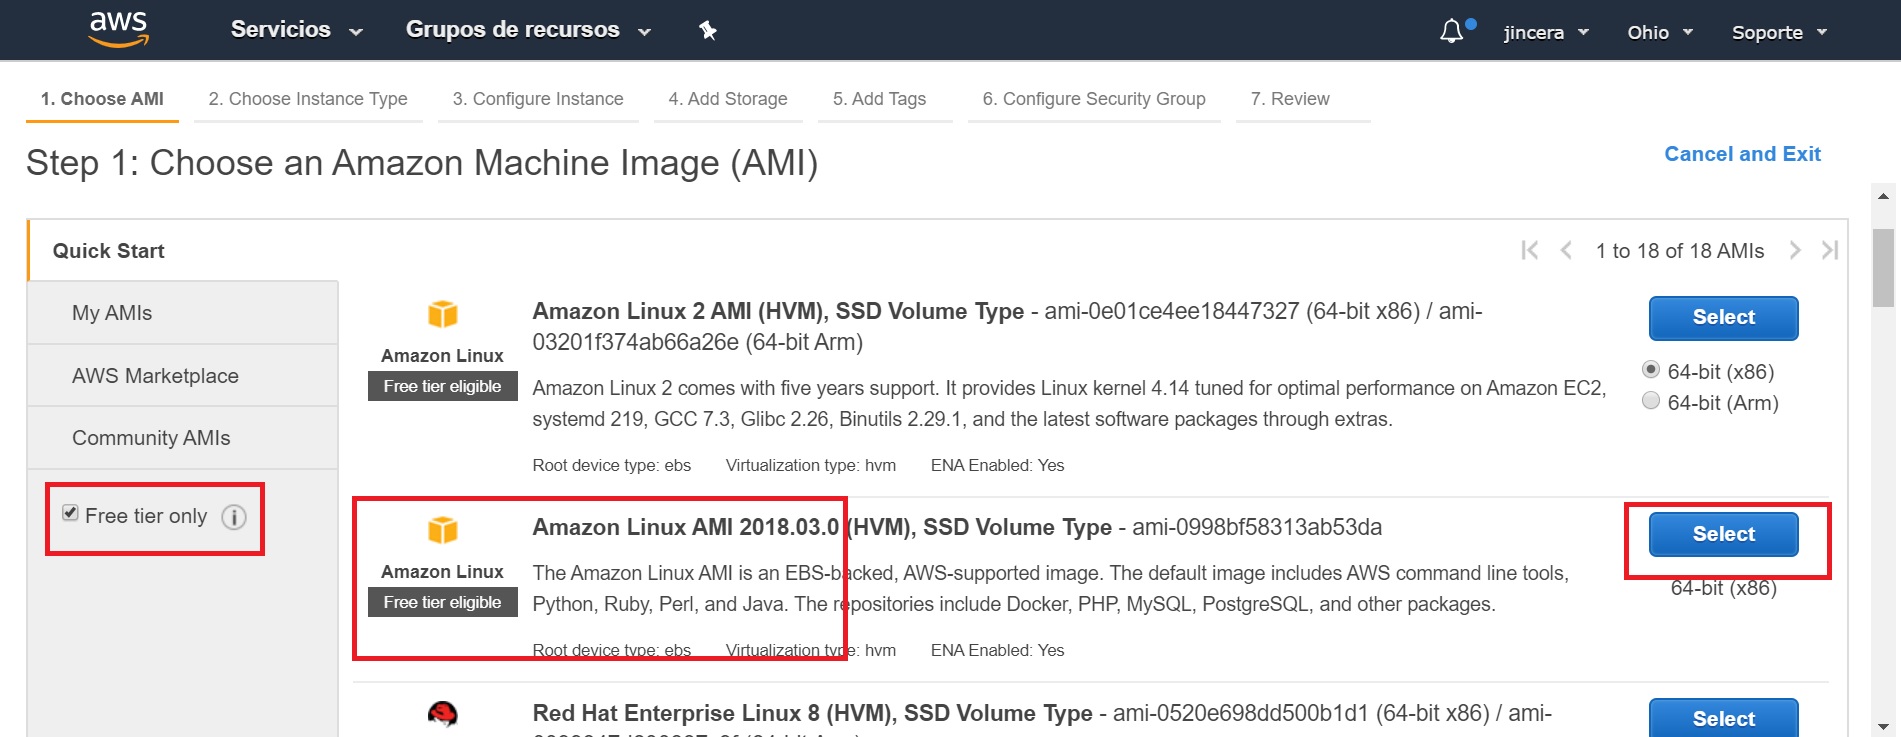 aws
Servicios
Grupos de recursos
jincera
Ohio
Soporte
1. Choose AMI
2. Choose Instance Type
3. Configure Instance
4. Add Storage
5. Add Tags
6. Configure Security Group
7. Review
Step 1: Choose an Amazon Machine Image (AMI)
Cancel and Exit
Quick Start
My AMIs
AWS Marketplace
Community AMIs
Free tier only
1 to 18 of 18 AMIs
Amazon Linux
Free tier eligible
Amazon Linux 2 AMI (HVM), SSD Volume Type - ami-0e01ce4ee18447327 (64-bit x86) / ami-
03201f374ab66a26e (64-bit Arm)
Amazon Linux 2 comes with five years support. It provides Linux kernel 4.14 tuned for optimal performance on Amazon EC2,
systemd 219, GCC 7.3, Glibc 2.26, Binutils 2.29.1, and the latest software packages through extras.
Root device type: ebs
Virtualization type: hvm
ENA Enabled: Yes
Select
64-bit (x86)
64-bit (Arm)
Amazon Linux
Free tier eligible
Amazon Linux AMI 2018.03.0 (HVM), SSD Volume Type - ami-0998bf58313ab53da
The Amazon Linux AMI is an EBS-backed, AWS-supported image. The default image includes AWS command line tools,
Python, Ruby, Perl, and Java. The repositories include Docker, PHP, MySQL, PostgreSQL, and other packages.
Root device type: ebs
Virtualization type: hvm
ENA Enabled: Yes
Select
64-bit (x86)
Red Hat Enterprise Linux 8 (HVM), SSD Volume Type - ami-0520e698dd500b1d1 (64-bit x86) / ami-
Select